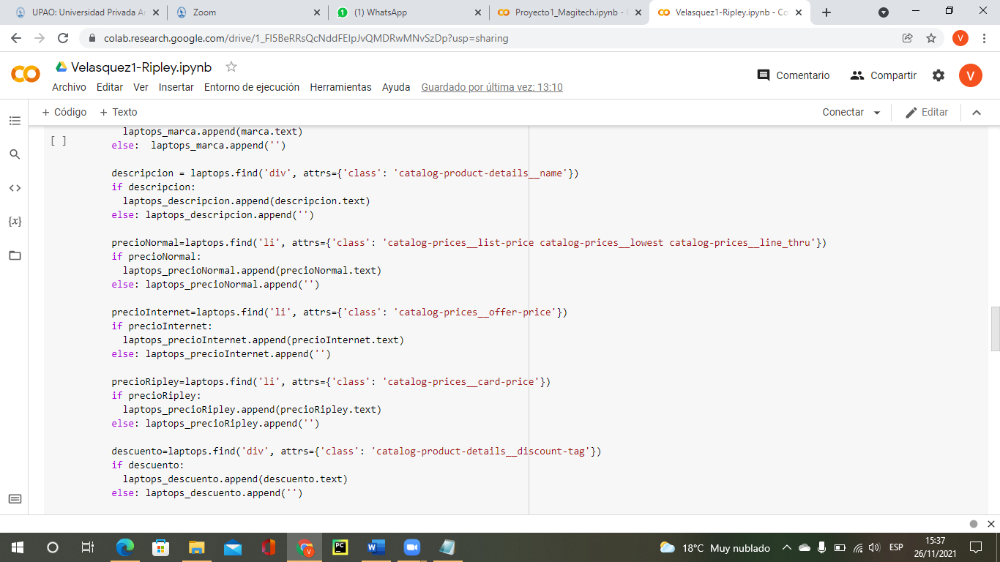 UPAO: Universidad Privada An
Zoom
(1) WhatsApp
Proyecto1_Magitech.ipynb - C
Velasquez1-Ripley.ipynb - Co
colab.research.google.com/drive/1_FI5BeRRsQcNddFEIpJvQMDRwMNvSzDp?usp=sharing
V
Velasquez1-Ripley.ipynb
Comentario
Compartir
V
Archivo Editar Ver Insertar Entorno de ejecución Herramientas Ayuda Guardado por última vez: 13:10
+ Código + Texto
Conectar
Editar
[ ]
laptops_marca.append(marca.text)
else:  laptops_marca.append('')
descripcion = laptops.find('div', attrs={'class': 'catalog-product-details__name'})
if descripcion:
laptops_descripcion.append(descripcion.text)
else: laptops_descripcion.append('')
precioNormal=laptops.find('li', attrs={'class': 'catalog-prices__list-price catalog-prices__lowest catalog-prices__line_thru'})
if precioNormal:
laptops_precioNormal.append(precioNormal.text)
else: laptops_precioNormal.append('')
precioInternet=laptops.find('li', attrs={'class': 'catalog-prices__offer-price'})
if precioInternet:
laptops_precioInternet.append(precioInternet.text)
else: laptops_precioInternet.append('')
precioRipley=laptops.find('li', attrs={'class': 'catalog-prices__card-price'})
if precioRipley:
laptops_precioRipley.append(precioRipley.text)
else: laptops_precioRipley.append('')
descuento=laptops.find('div', attrs={'class': 'catalog-product-details__discount-tag'})
if descuento:
laptops_descuento.append(descuento.text)
else: laptops_descuento.append('')
18°C Muy nublado
ESP
15:37
26/11/2021